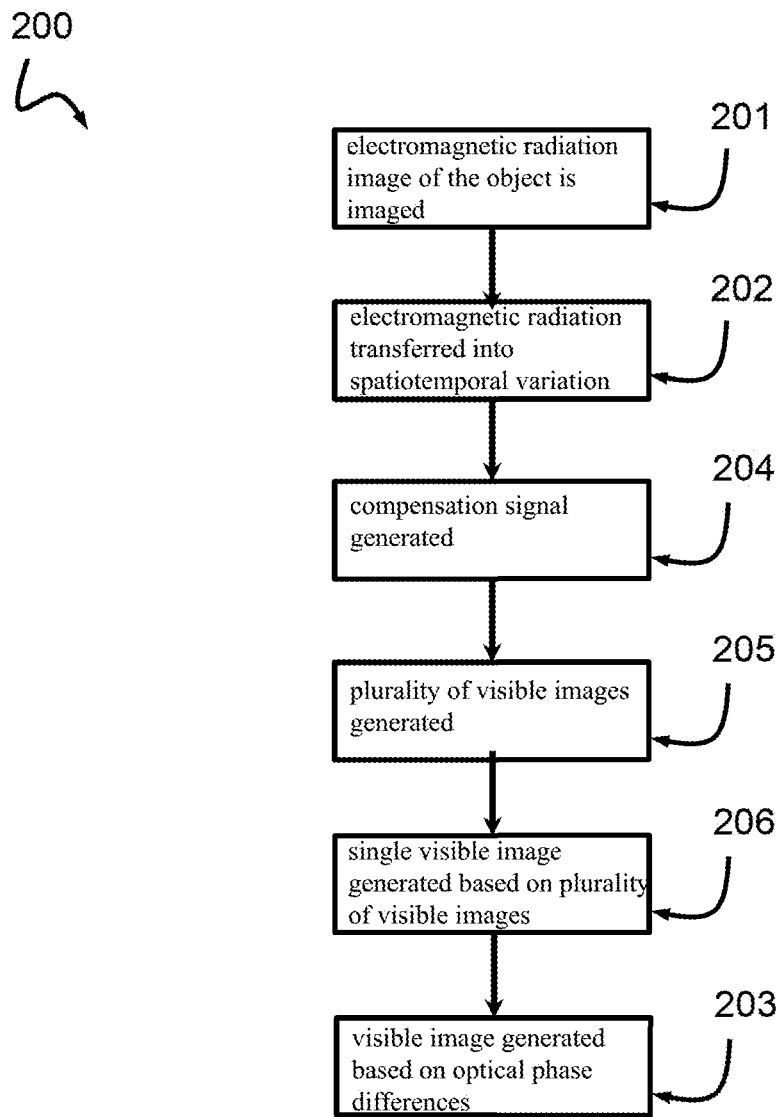 200
201
electromagnetic radiation
image of the object is
imaged
202
electromagnetic radiation
transferred into
spatiotemporal variation
204
compensation signal
generated
205
plurality of visible images
generated
206
single visible image
generated based on plurality
of visible images
203
visible image generated
based on optical phase
differences